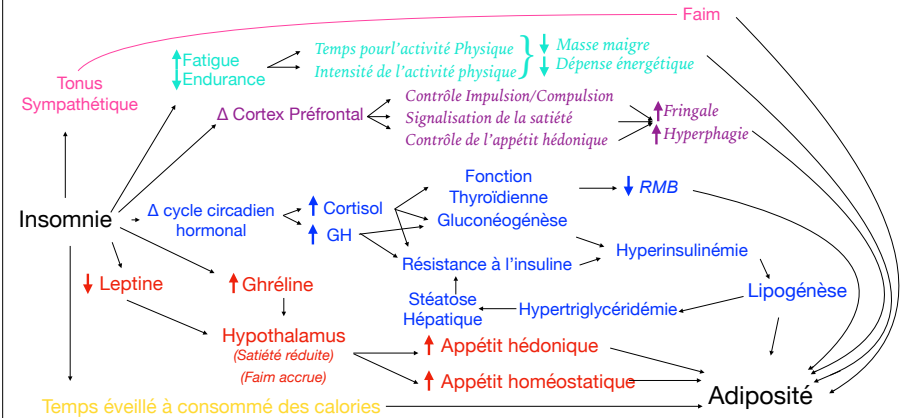 Faim
Fatigue
Endurance
Temps pourl'activité Physique
Intensité de l'activité physique
Masse maigre
Dépense énergétique
Tonus
Sympathétique
Δ Cortex Préfrontal
Contrôle Impulsion/Compulsion
Signalisation de la satiété
Contrôle de l'appétit hédonique
Fringale
Hyperphagie
Insomnie
Δ cycle circadien
hormonal
Cortisol
GH
Fonction
Thyroïdienne
Gluconéogénèse
RMB
Résistance à l'insuline
Hyperinsulinémie
Lipogénèse
Hypertriglycéridémie
Stéatose
Hépatique
Leptine
Ghréline
Hypothalamus
(Satiété réduite)
(Faim accrue)
Appétit hédonique
Appétit homéostatique
Adiposité
Temps éveillé à consommé des calories